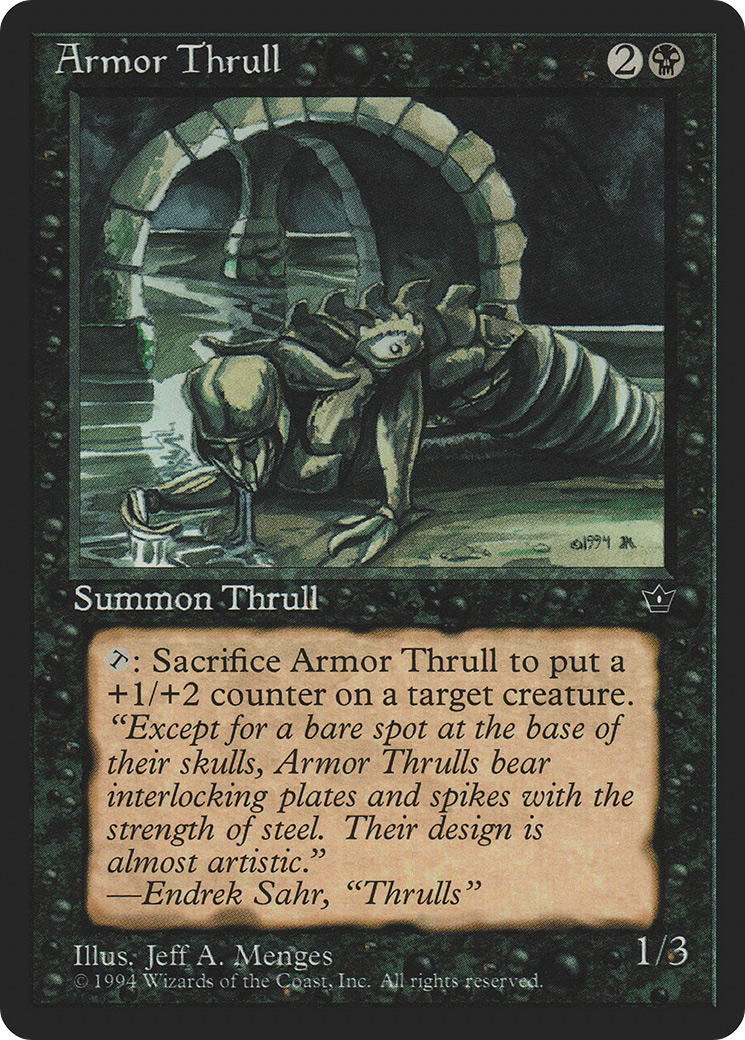 Armor Thrull 2
©1994 JM
Summon Thrull
T: Sacrifice Armor Thrull to put a
+1/+2 counter on a target creature.
“Except for a bare spot at the base of
their skulls, Armor Thrulls bear
interlocking plates and spikes with the
strength of steel. Their design is
almost artistic.”
—Endrek Sahr, “Thrulls”
Illus. Jeff A. Menges 1/3
© 1994 Wizards of the Coast, Inc. All rights reserved.